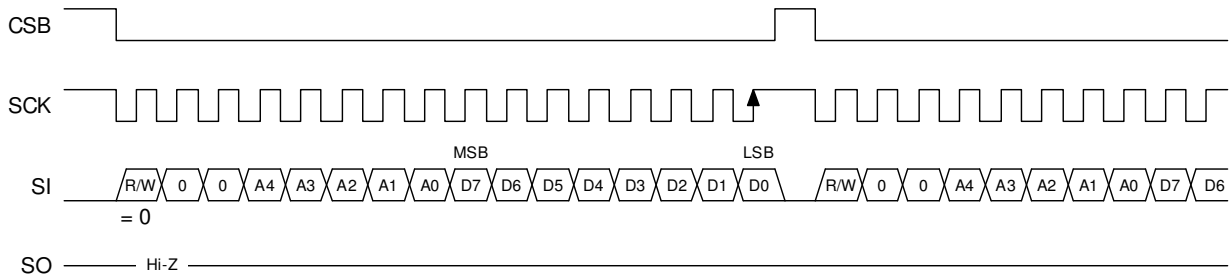 CSB
SCK
MSB LSB
SI R/W 0 0 A4 A3 A2 A1 A0 D7 D6 D5 D4 D3 D2 D1 D0 R/W 0 0 A4 A3 A2 A1 A0 D7 D6
= 0
SO Hi-Z